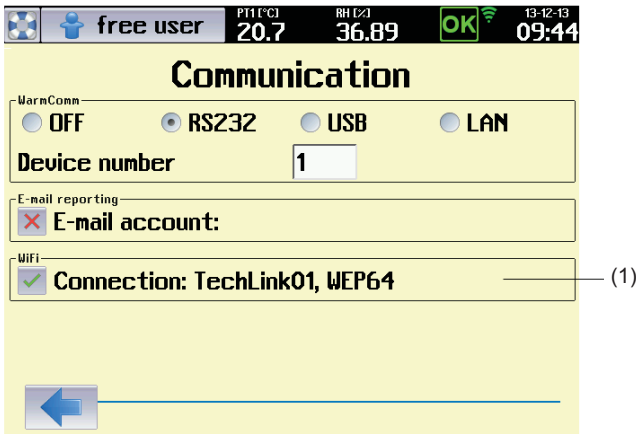 free user PT1[°C] 20.7 RH[%] 36.89 OK 13-12-13 09:44
Communication
WarmComm
OFF RS232 USB LAN
Device number 1
E-mail reporting
E-mail account:
WiFi
Connection: TechLink01, WEP64 (1)